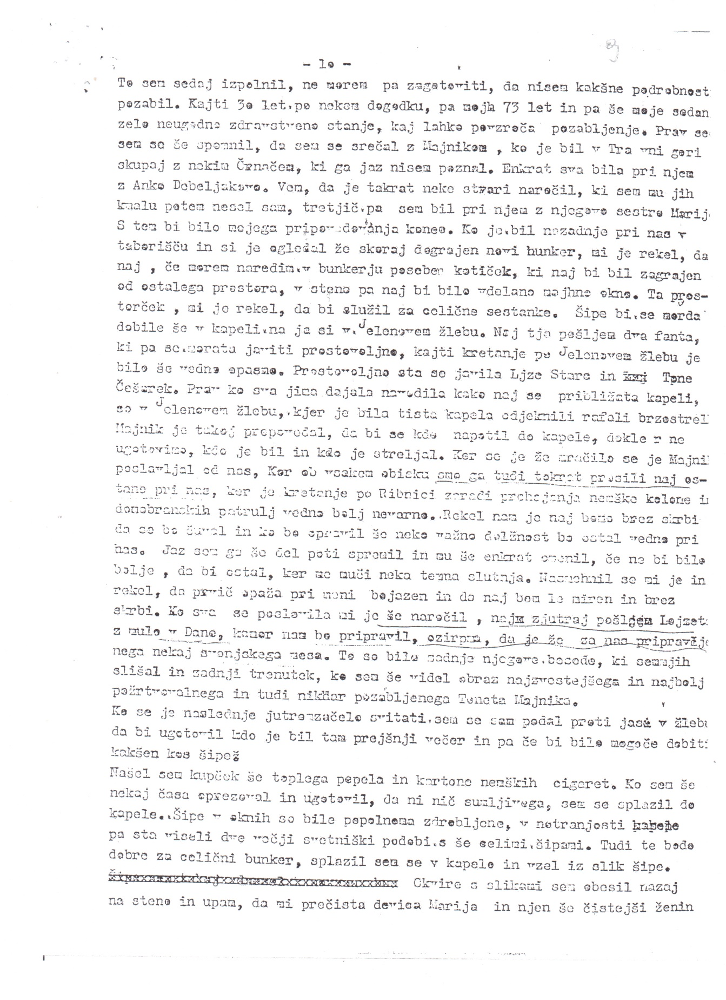 - lo -
To sem sedaj izpolnil, ne morem pa zagotoviti, da nisem kakšne podrobnost
pozabil. Kajti 3o let.po nekem dogodku, pa mojh 73 let in pa še moje sedan
zelo neugodno zdravstveno stanje, kaj lahko povzroča pozabljenje. Prav se
sem se še spomnil, da sem se srečal z Majnikom , ko je bil v Tra vni gori
skupaj z nekim Črnačem, ki ga jaz nisem poznal. Enkrat sva bila pri njem
z Anko Dobeljakovo. Vem, da je takrat neke stvari naročil, ki sem mu jih
kmalu potem nesel sam, tretjič.pa sem bil pri njem z njegovo sestro Marij
S tem bi bilo mojega pripovedovanja konec. Ko je.bil nazadnje pri nas v
taborišču in si je ogledal že skoraj dograjen novi bunker, mi je rekel, da
naj , če morem naredim.v bunkerju poseben kotiček, ki naj bi bil zagrajen
od ostalega prostora, v steno pa naj bi bilo vdelano majhno okno. Ta pros-
torček , mi je rekel, da bi služil za celične sestanke. Šipe bi.se morda
dobile še v kapeli.na ja si v.Jelenovem žlebu. Naj tja pošljem dva fanta,
ki pa se.morata javiti prostovoljno, kajti kretanje po Jelenovem žlebu je
bilo še vedno opasno. Prostovoljno sta se javila Ljze Starc in Tone
Češarek. Prav ko sva jima dajala navodila kako naj se približata kapeli,
so v Jelenovem žlebu,.kjer je bila tista kapela odjeknili rafali brzostrel
Majnik je takoj prepovedal, da bi se kdo napotil do kapele, dokle r ne
ugotovimo, kdo je bil in kdo je streljal. Ker se je že mračilo se je Majni
poslavljal od nas, Kor ob vsakem obisku smo ga tudi tokrat prosili naj os-
tane pri nas, ker je kretanje po Ribnici zaradi prehajanja nemške kolone i
domobranskih patrulj vedno bolj nevarno..Rekel nam je naj bomo brez skrbi
da se bo čuval in ko bo opravil še neko važno dolžnost bo ostal vedno pri
nas. Jaz sem ga še del poti spremil in mu še enkrat omenil, če ne bi bilo
bolje , da bi ostal, ker me muči neka temna slutnja. Nasmehnil se mi je in
rekel, da prvič opaža pri meni bojazen in da naj bom le miren in brez
skrbi. Ko sva se poslovila mi je še naročil , najm zjutraj pošljem Lojzet
z mulo v Dane, kamor nam bo pripravil, ozirpma, da je že za nas pripravlje
nega nekaj svenjskega mesa. To so bile zadnje njegove.besede, ki semmjih
slišal in zadnji trenutek, ko sem še videl obraz najzvestejšega in najbolj
požrtvovalnega in tudi nikdar pozabljenega Toneta Majnika.
Ko se je naslednje jutro začelo svitati.sem se sam podal proti jasi v žlebu
da bi ugotovil kdo je bil tam prejšnji večer in pa če bi bilo mogoče dobiti
kakšen kos šipe
Našel sem kupček še toplega pepela in kartone nemških cigaret. Ko sem še
nekaj časa oprezoval in ugotovil, da ni nič sumljivega, sem se splazil do
kapele..Šipe v oknih so bile popolnoma zdrobljene, v notranjosti kapele
pa sta viseli dve večji svetniški podobi.s še celimi.šipami. Tudi te bodo
dobre za celični bunker, splazil sem se v kapelo in vzel iz slik šipe.
Okvire s slikami sem obesil nazaj
na steno in upam, da mi prečista devica Marija in njen še čistejši ženin